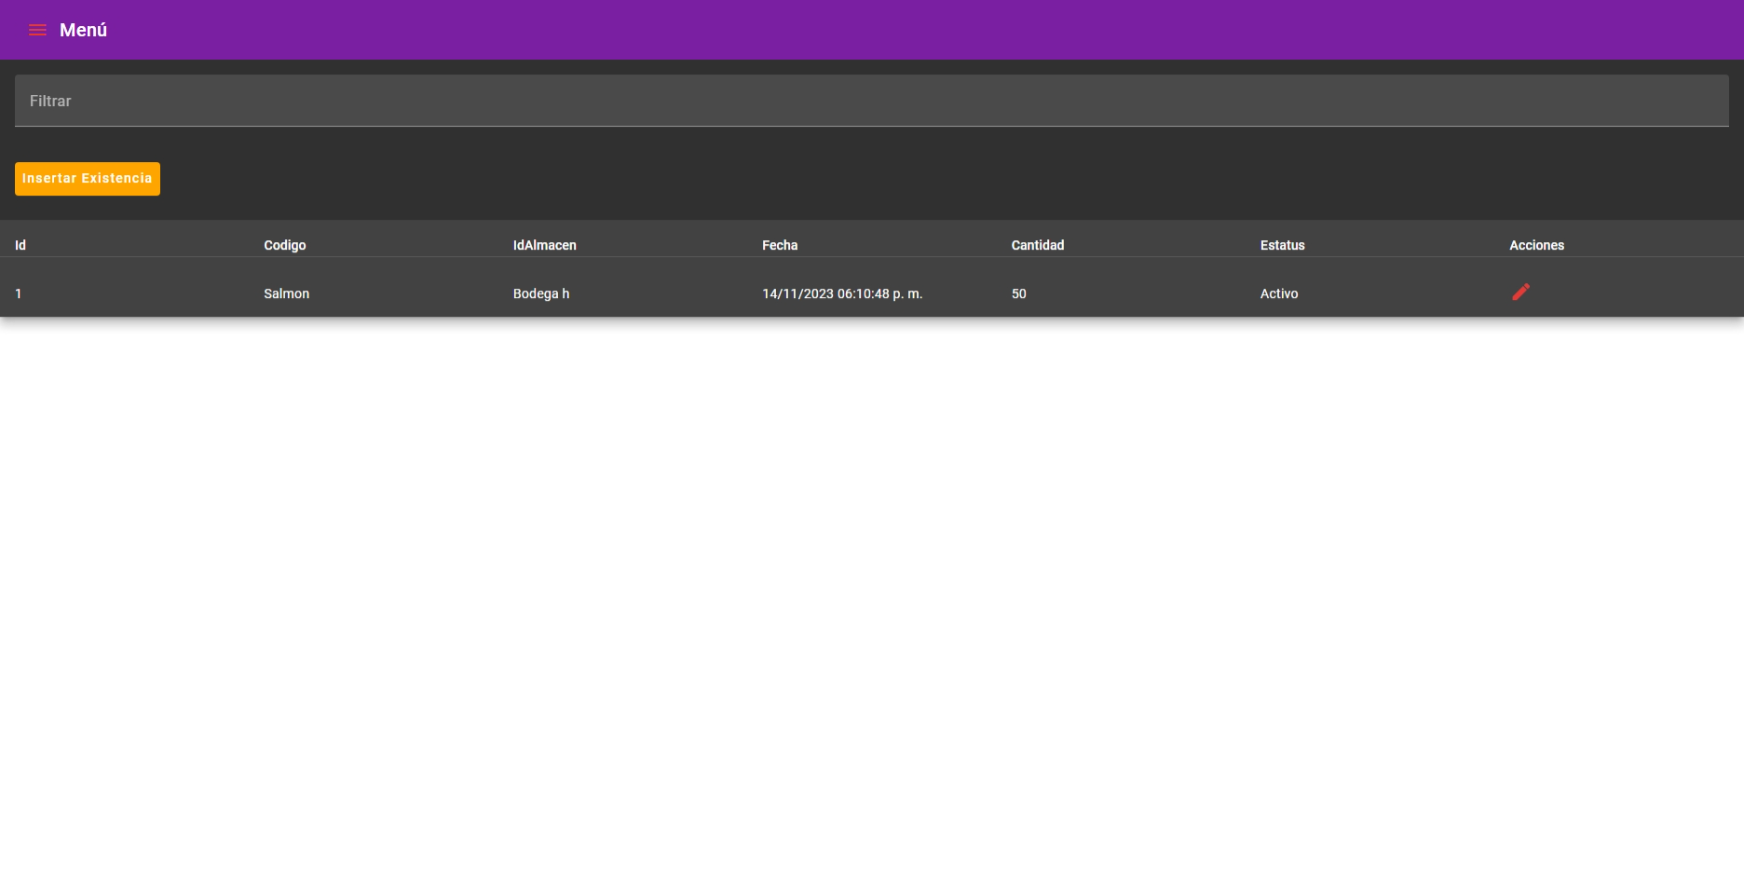 Menú
Filtrar
Insertar Existencia
Id Codigo IdAlmacen Fecha Cantidad Estatus Acciones
1 Salmon Bodega h 14/11/2023 06:10:48 p. m. 50 Activo